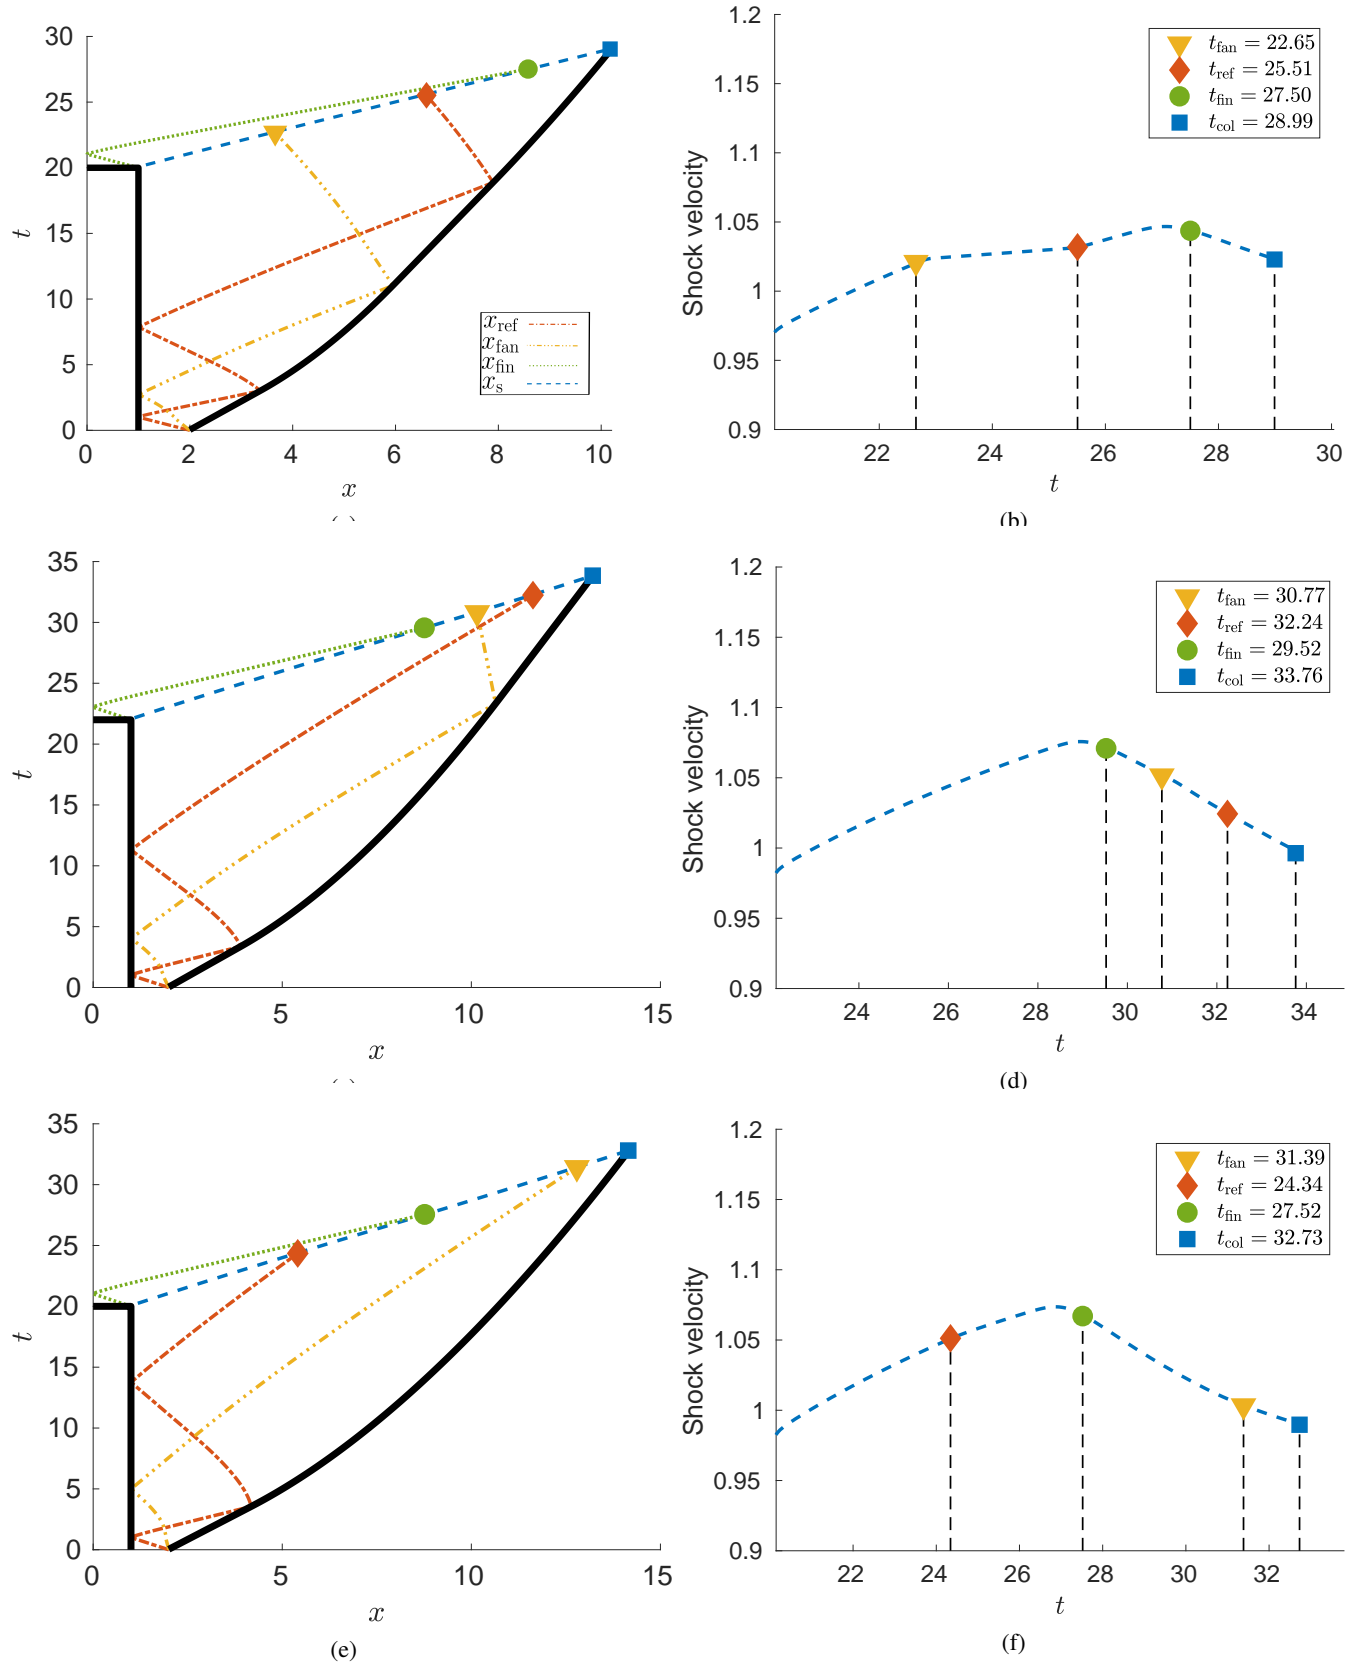 30
25
20
15
10
5
0
t
0 2 4 6 8 10
x
x_ref
x_fan
x_fin
x_s
1.2
1.15
1.1
1.05
1
0.95
0.9
Shock velocity
t_fan = 22.65
t_ref = 25.51
t_fin = 27.50
t_col = 28.99
22 24 26 28 30
t
(b)
35
30
25
20
15
10
5
0
t
0 5 10 15
x
1.2
1.15
1.1
1.05
1
0.95
0.9
Shock velocity
t_fan = 30.77
t_ref = 32.24
t_fin = 29.52
t_col = 33.76
24 26 28 30 32 34
t
(d)
35
30
25
20
15
10
5
0
t
0 5 10 15
x
(e)
1.2
1.15
1.1
1.05
1
0.95
0.9
Shock velocity
t_fan = 31.39
t_ref = 24.34
t_fin = 27.52
t_col = 32.73
22 24 26 28 30 32
t
(f)